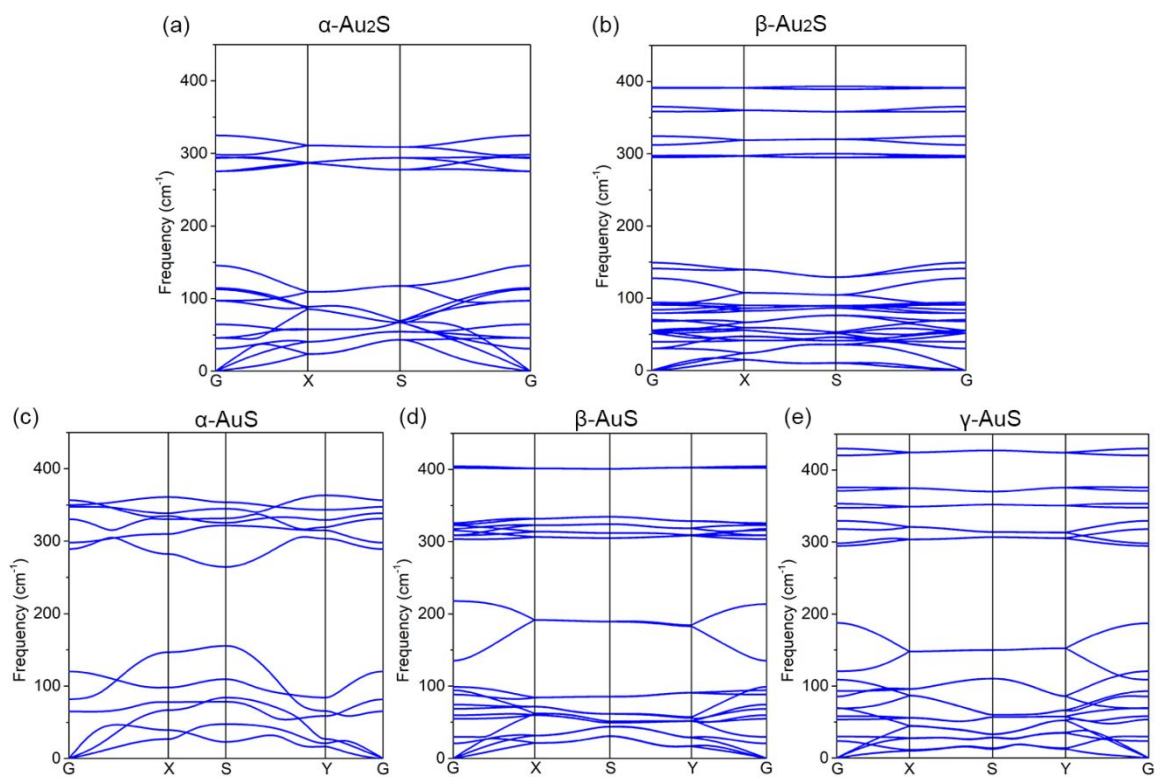 (a) α-Au₂S
Frequency (cm⁻¹)
400
300
200
100
0
G X S G
(b) β-Au₂S
Frequency (cm⁻¹)
400
300
200
100
0
G X S G
(c) α-AuS
Frequency (cm⁻¹)
400
300
200
100
0
G X S Y G
(d) β-AuS
Frequency (cm⁻¹)
400
300
200
100
0
G X S Y G
(e) γ-AuS
Frequency (cm⁻¹)
400
300
200
100
0
G X S Y G